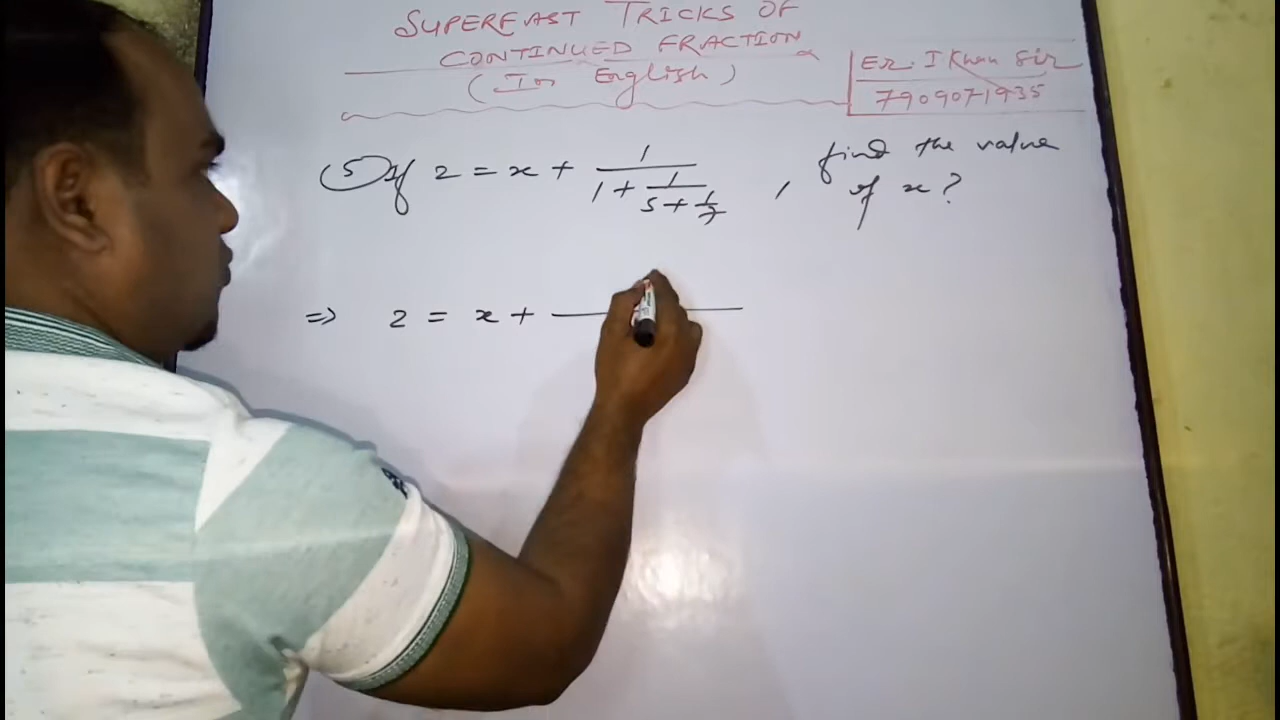 SUPERFAST TRICKS OF
CONTINUED FRACTION
(In English)
Er. I Khan Sir
7909071935
5) If 2 = x + 1/(1 + 1/(5 + 1/7)), find the value
of x?
⇒ 2 = x +